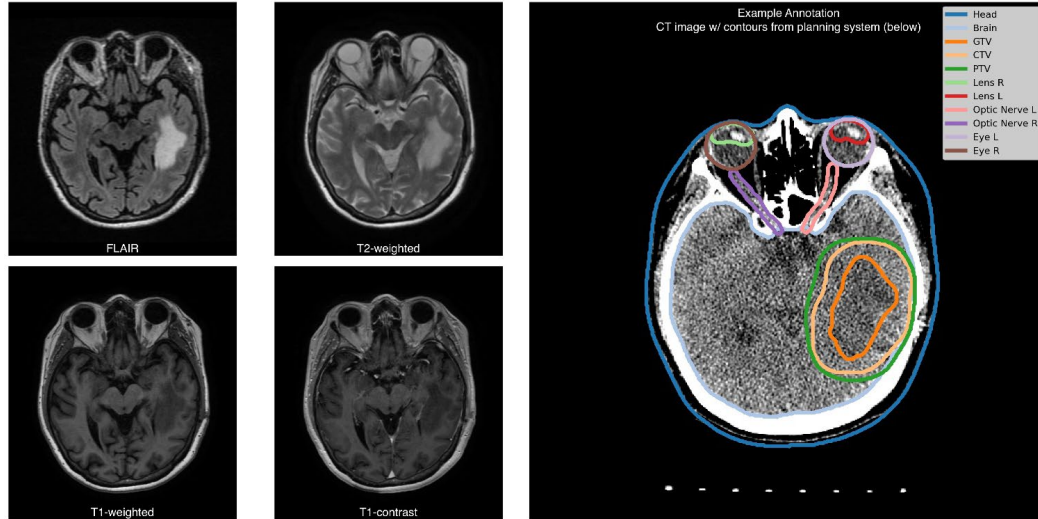 FLAIR
T2-weighted
T1-weighted
T1-contrast
Example Annotation
CT image w/ contours from planning system (below)
Head
Brain
GTV
CTV
PTV
Lens R
Lens L
Optic Nerve L
Optic Nerve R
Eye L
Eye R